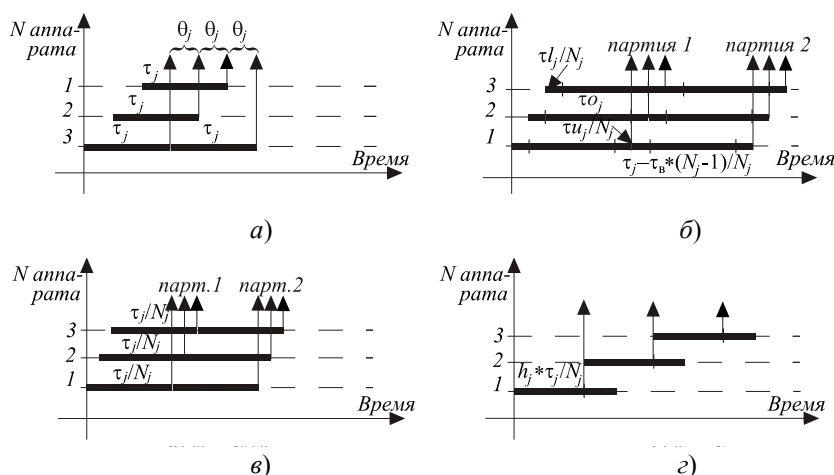 N аппа-
рата
θj θj θj
1
τj
2
τj
3
τj
τj
Время
а)
N аппа-
рата
партия 1
партия 2
τlj/Nj
3
τoj
2
τuj/Nj
1
τj–τв*(Nj-1)/Nj
Время
б)
N аппа-
рата
парт.1
парт.2
τj/Nj
3
τj/Nj
2
τj/Nj
1
Время
в)
N аппа-
рата
3
2
1
hj*τj/Nj
Время
г)